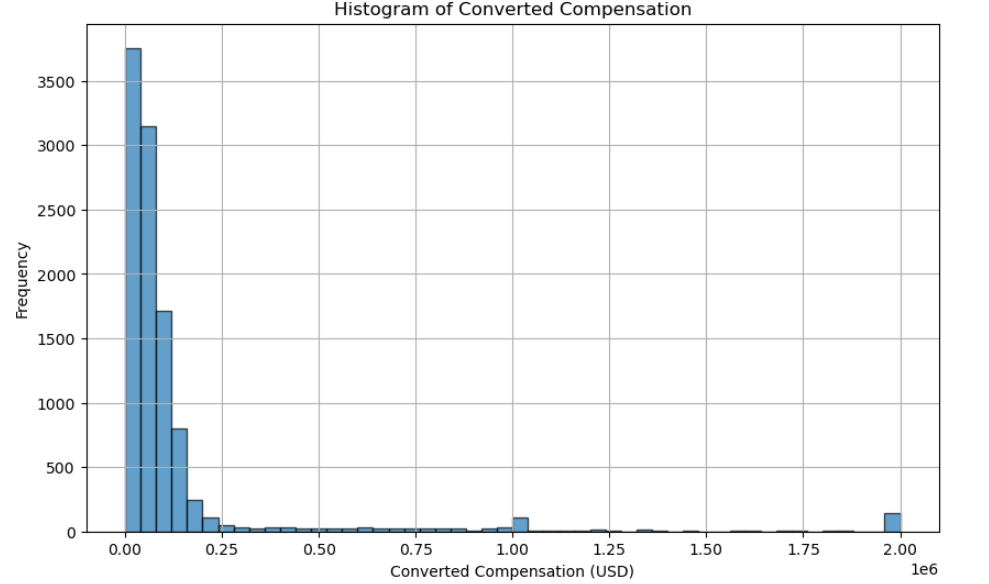 Histogram of Converted Compensation
3500
3000
2500
2000
1500
1000
500
0
Frequency
0.00 0.25 0.50 0.75 1.00 1.25 1.50 1.75 2.00
1e6
Converted Compensation (USD)